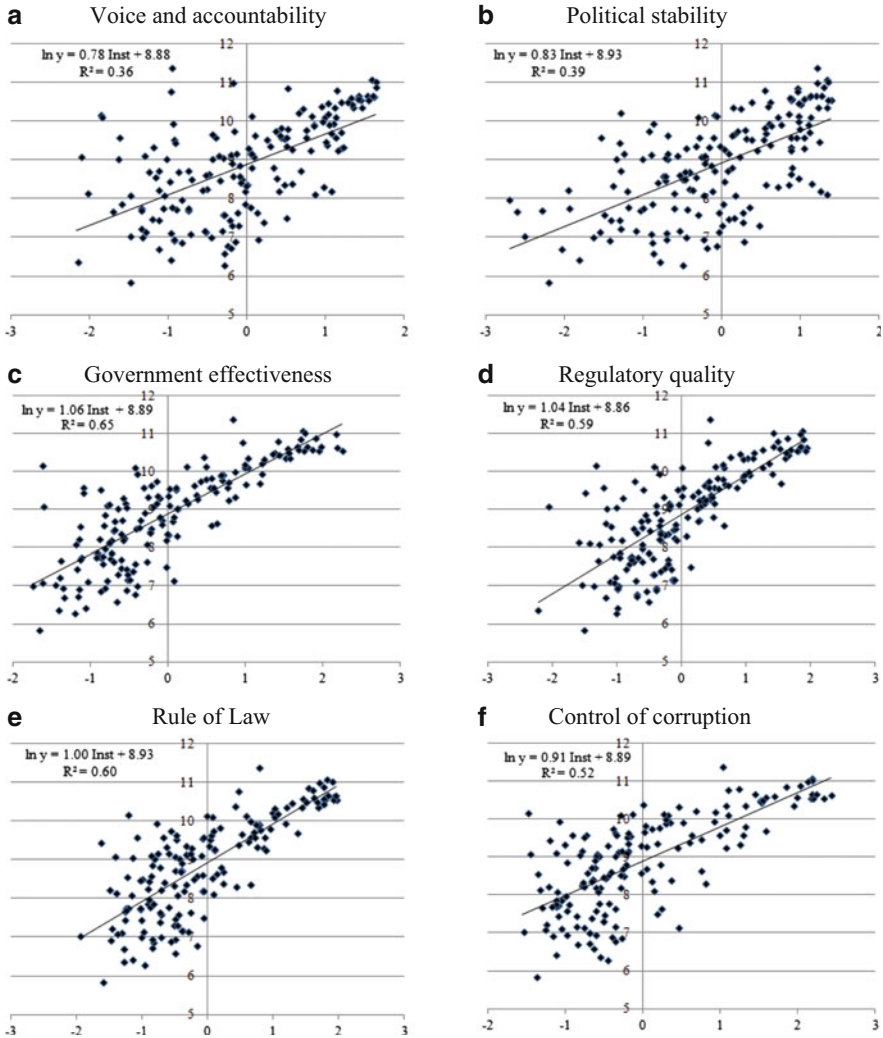 a Voice and accountability
ln y = 0.78 Inst + 8.88
R² = 0.36
12
11
10
9
8
7
6
5
-3 -2 -1 0 1 2
b Political stability
ln y = 0.83 Inst + 8.93
R² = 0.39
12
11
10
9
8
7
6
5
-3 -2 -1 0 1 2
c Government effectiveness
ln y = 1.06 Inst + 8.89
R² = 0.65
12
11
10
9
8
7
6
5
-2 -1 0 1 2 3
d Regulatory quality
ln y = 1.04 Inst + 8.86
R² = 0.59
12
11
10
9
8
7
6
5
-3 -2 -1 0 1 2 3
e Rule of Law
ln y = 1.00 Inst + 8.93
R² = 0.60
12
11
10
9
8
7
6
5
-3 -2 -1 0 1 2 3
f Control of corruption
ln y = 0.91 Inst + 8.89
R² = 0.52
12
11
10
9
8
7
6
5
-2 -1 0 1 2 3